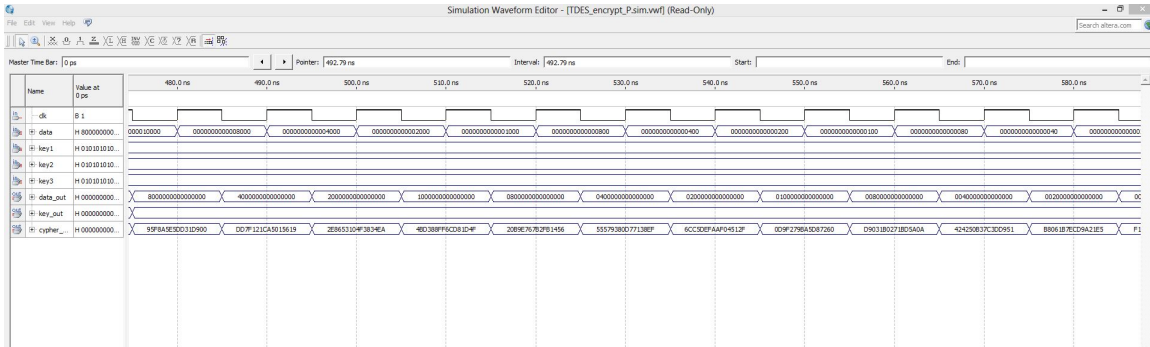 Simulation Waveform Editor - [TDES_encrypt_P.sim.vwf] (Read-Only)
File Edit View Help
Search altera.com
Master Time Bar: 0 ps Pointer: 492.79 ns Interval: 492.79 ns Start: End:
Name Value at 0 ps 480.0 ns 490.0 ns 500.0 ns 510.0 ns 520.0 ns 530.0 ns 540.0 ns 550.0 ns 560.0 ns 570.0 ns 580.0 ns
clk B 1
data H 800000000... 000010000 0000000000008000 0000000000004000 0000000000002000 0000000000001000 0000000000000800 0000000000000400 0000000000000200 0000000000000100 0000000000000080 0000000000000040
key1 H 010101010...
key2 H 010101010...
key3 H 010101010...
data_out H 000000000... 8000000000000000 4000000000000000 2000000000000000 1000000000000000 0800000000000000 0400000000000000 0200000000000000 0100000000000000 0080000000000000 0040000000000000 0020000000000000
key_out H 000000000...
cypher_... H 000000000... 95F8A5E5DD31D900 DD7F121CA5015619 2E8653104F3834EA 4BD388FF6CD81D4F 20B9E767B2FB1456 55579380D77138EF 6CC5DEFAAF04512F 0D9F279BA5D87260 D9031B0271BD5A0A 424250B37C3DD951 B8061B7ECD9A21E5 F1